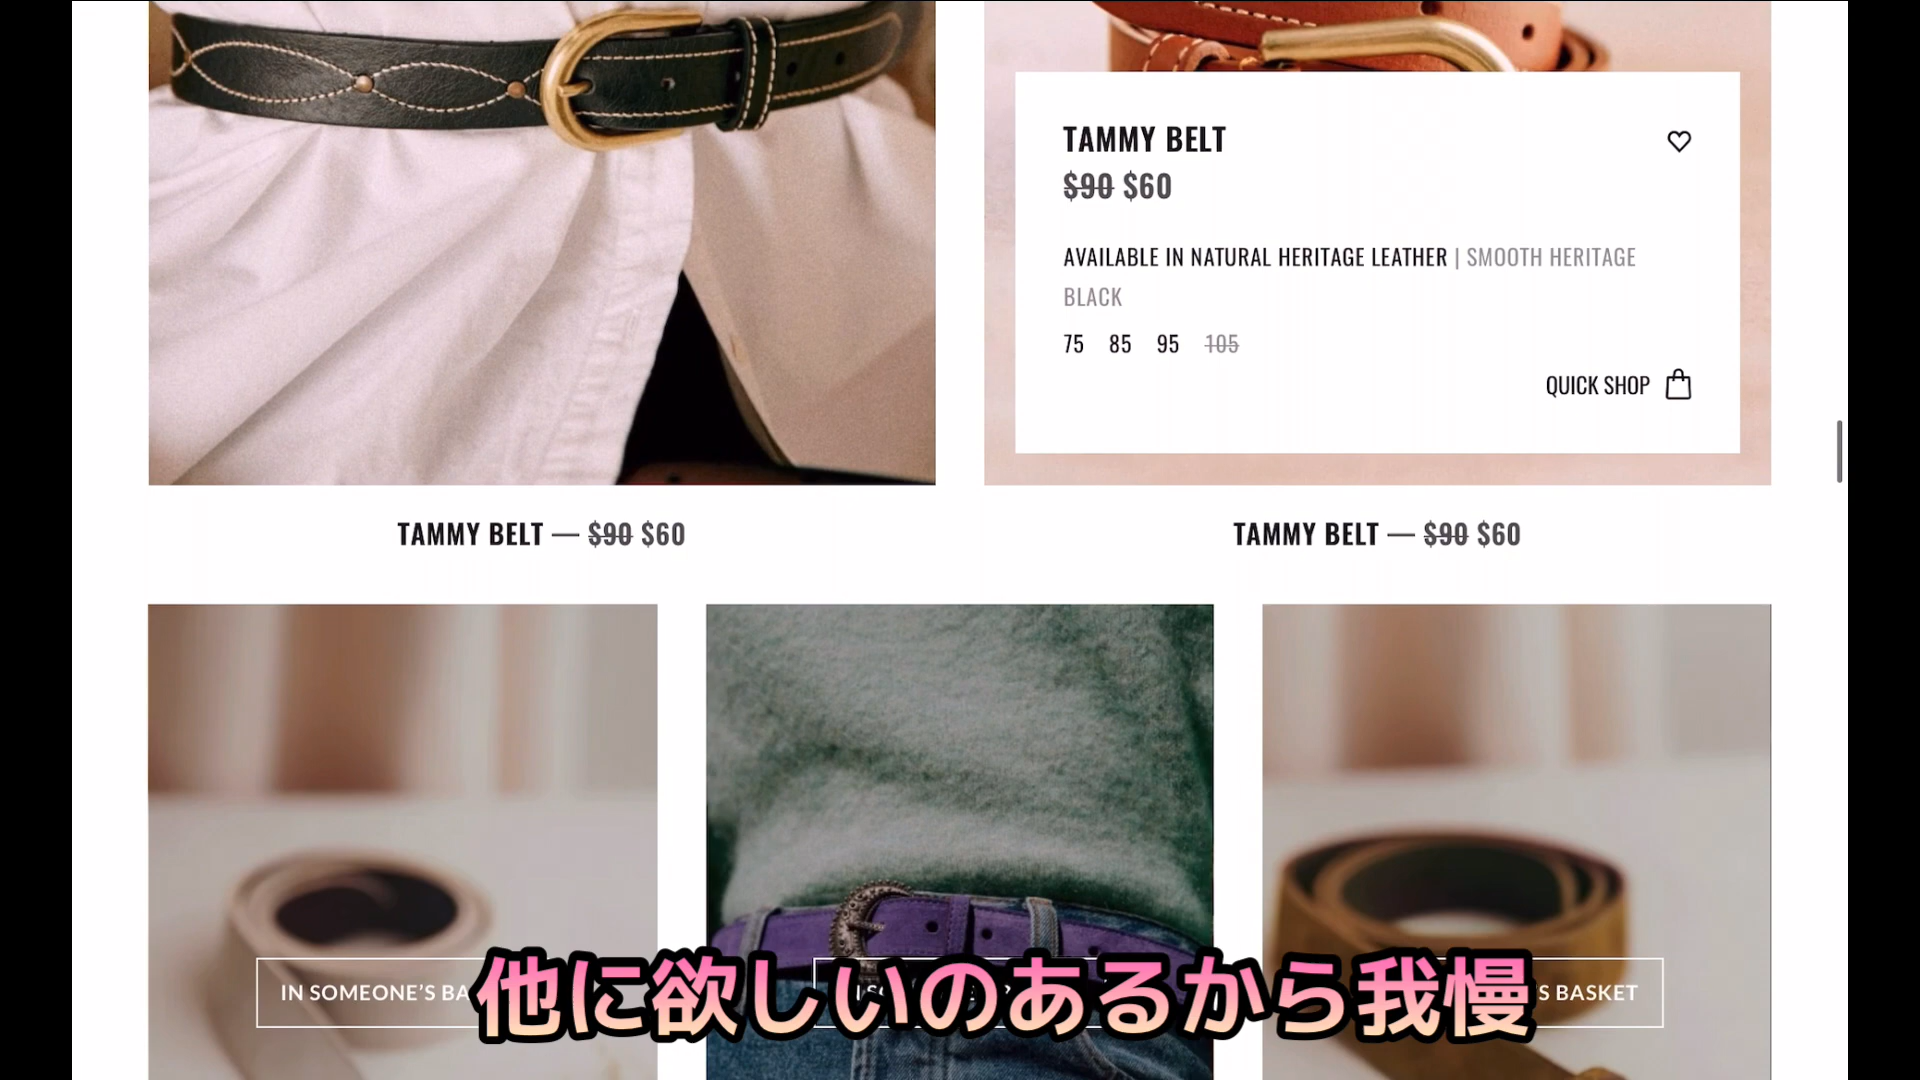 TAMMY BELT
$90 $60
AVAILABLE IN NATURAL HERITAGE LEATHER | SMOOTH HERITAGE
BLACK
75 85 95 105
QUICK SHOP
TAMMY BELT — $90 $60
TAMMY BELT — $90 $60
IN SOMEONE'S BA
S BASKET
他に欲しいのあるから我慢